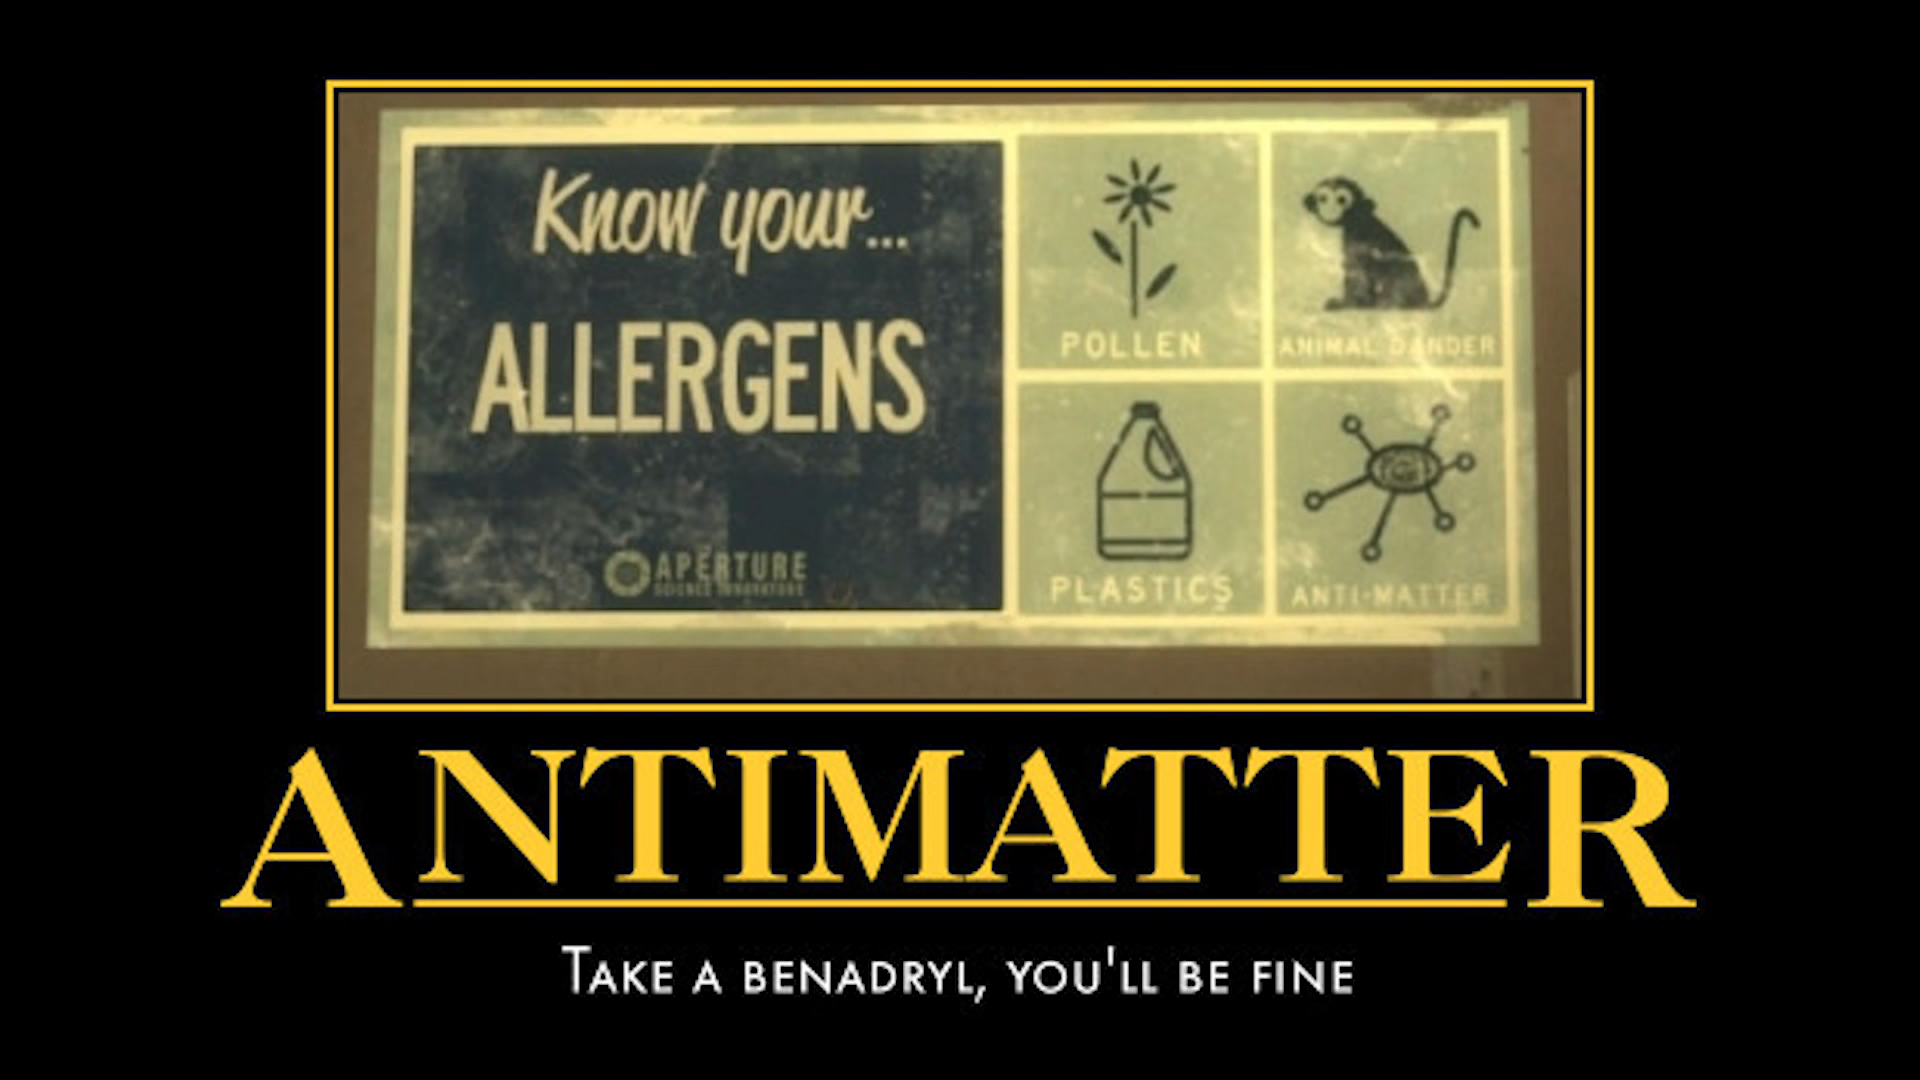 Know your...
ALLERGENS
APERTURE
POLLEN
ANIMAL DANDER
PLASTICS
ANTI-MATTER
ANTIMATTER
TAKE A BENADRYL, YOU'LL BE FINE